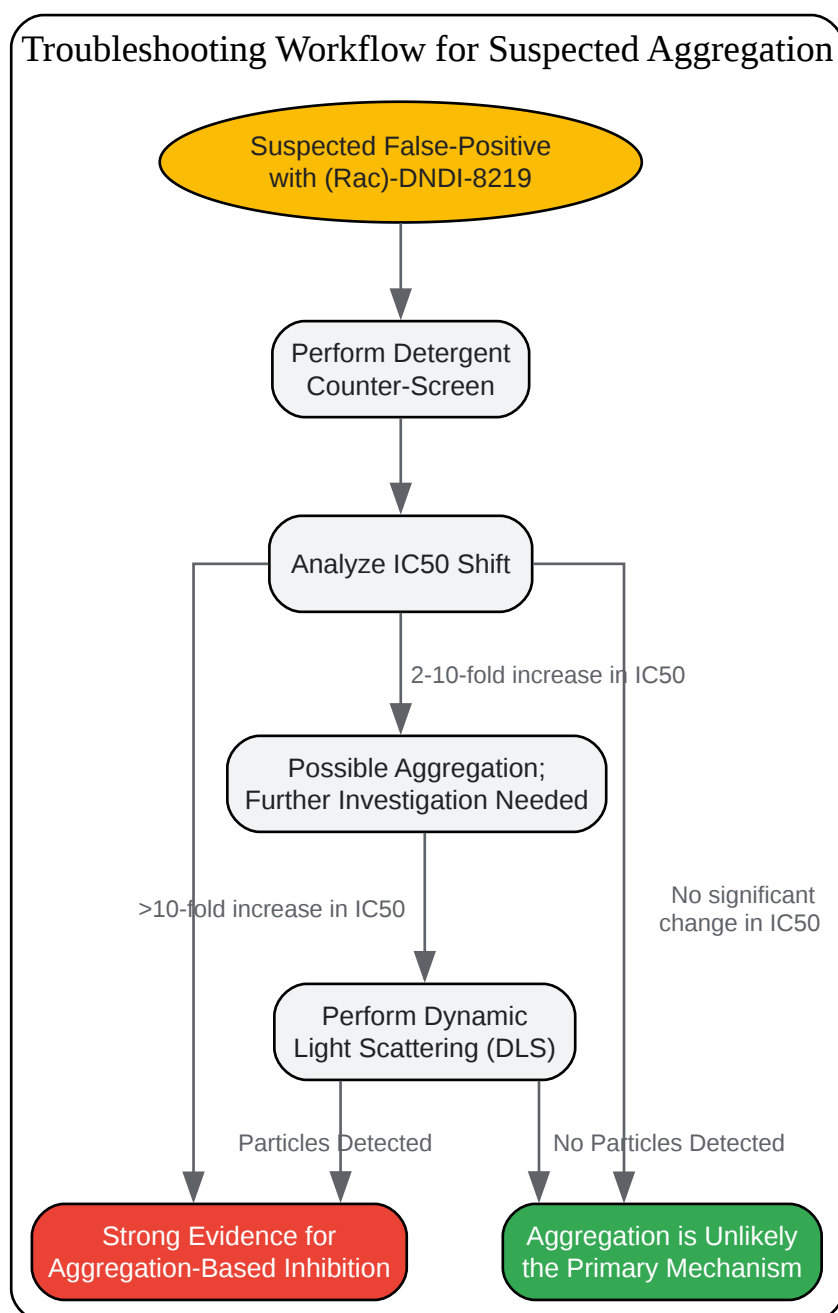 Troubleshooting Workflow for Suspected Aggregation
Suspected False-Positive
with (Rac)-DNDI-8219
Perform Detergent
Counter-Screen
Analyze IC50 Shift
2-10-fold increase in IC50
Possible Aggregation;
Further Investigation Needed
>10-fold increase in IC50
No significant
change in IC50
Perform Dynamic
Light Scattering (DLS)
Particles Detected
No Particles Detected
Strong Evidence for
Aggregation-Based Inhibition
Aggregation is Unlikely
the Primary Mechanism